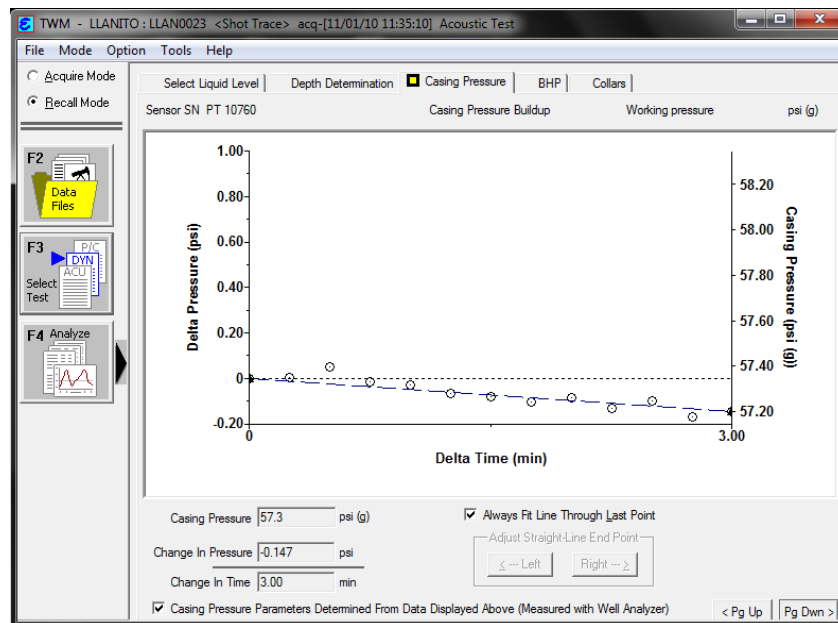 TWM - LLANITO : LLAN0023 <Shot Trace> acq-[11/01/10 11:35:10] Acoustic Test
File Mode Option Tools Help
Acquire Mode
Recall Mode
F2
Data
Files
F3
P/C
DYN
ACU
Select
Test
F4 Analyze
Select Liquid Level Depth Determination Casing Pressure BHP Collars
Sensor SN PT 10760 Casing Pressure Buildup Working pressure psi (g)
1.00
0.80
0.60
0.40
0.20
0
-0.20
Delta Pressure (psi)
58.20
58.00
57.80
57.60
57.40
57.20
Casing Pressure (psi (g))
0 3.00
Delta Time (min)
Casing Pressure 57.3 psi (g)
Change In Pressure -0.147 psi
Change In Time 3.00 min
Always Fit Line Through Last Point
Adjust Straight-Line End Point
< --- Left Right --- >
Casing Pressure Parameters Determined From Data Displayed Above (Measured with Well Analyzer)
< Pg Up Pg Dwn >